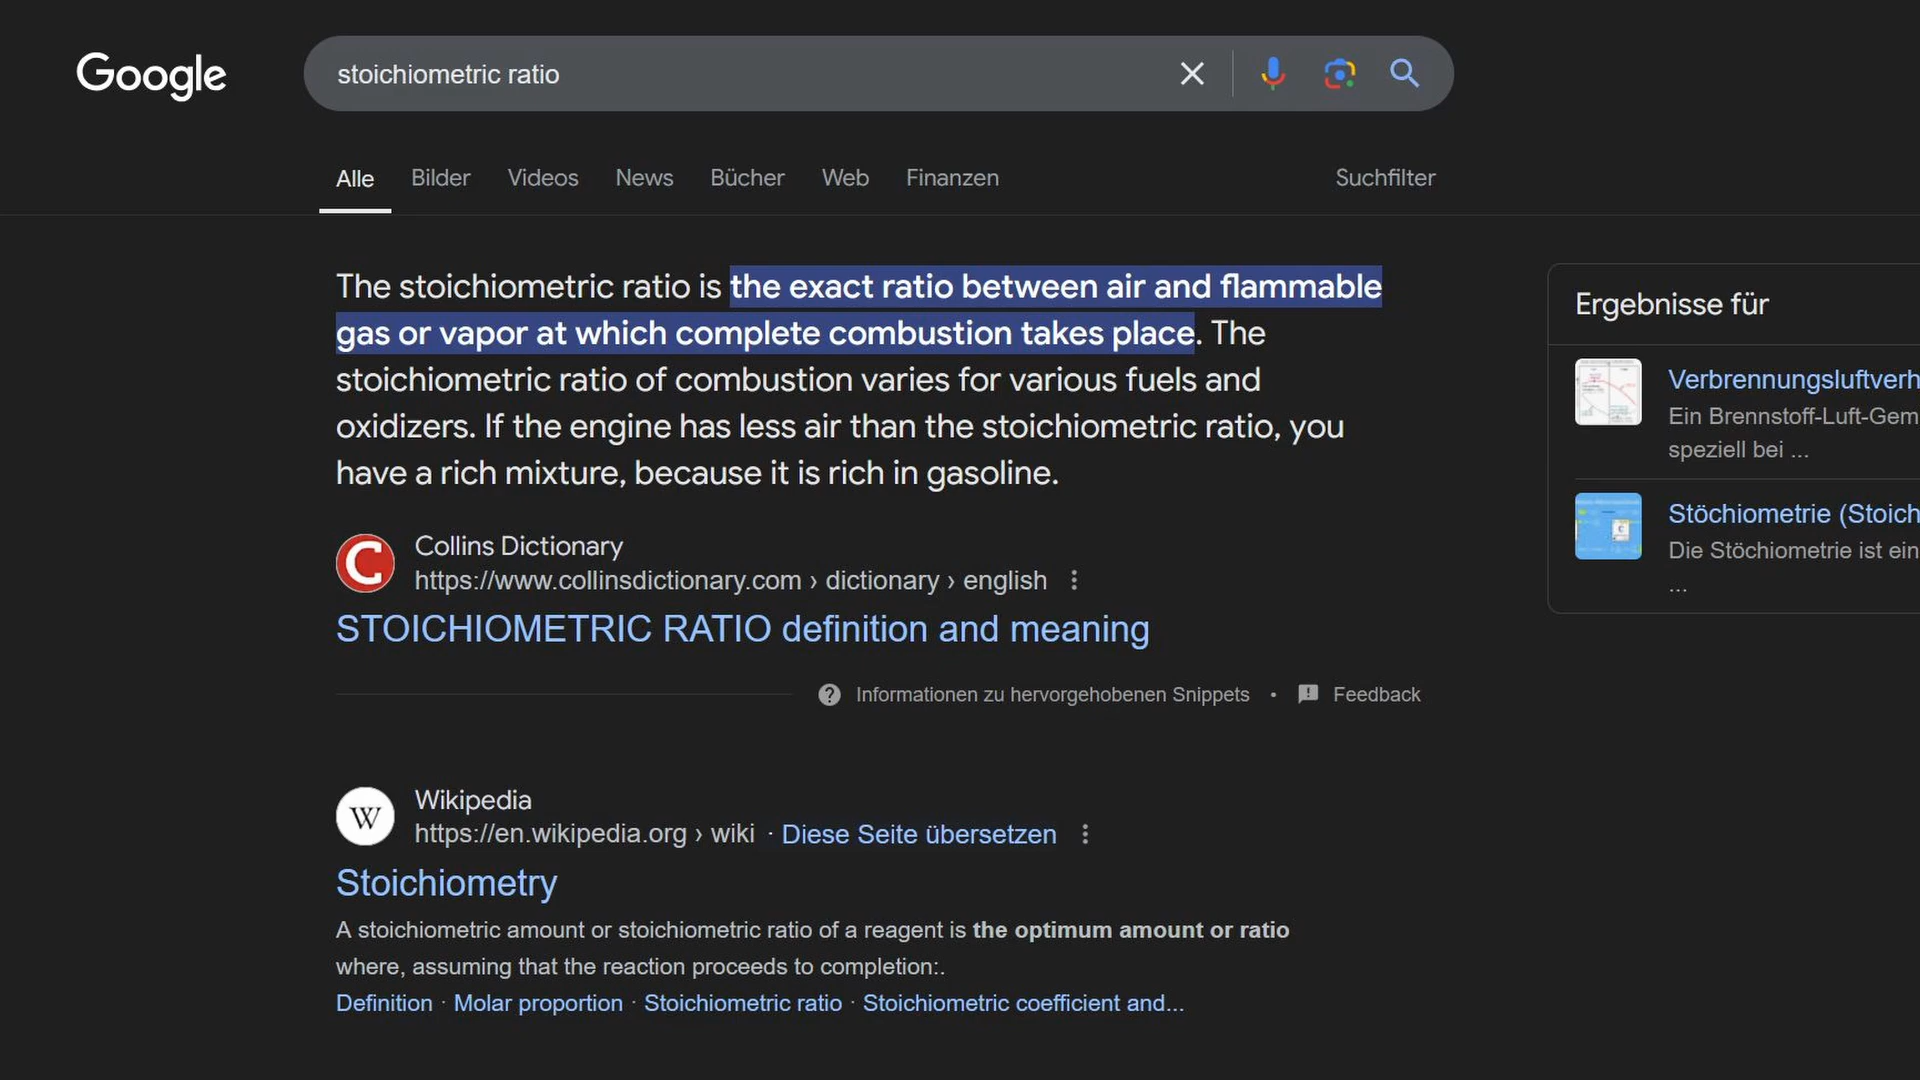 Google
stoichiometric ratio
Alle Bilder Videos News Bücher Web Finanzen Suchfilter
The stoichiometric ratio is the exact ratio between air and flammable
gas or vapor at which complete combustion takes place. The
stoichiometric ratio of combustion varies for various fuels and
oxidizers. If the engine has less air than the stoichiometric ratio, you
have a rich mixture, because it is rich in gasoline.
Collins Dictionary
https://www.collinsdictionary.com › dictionary › english
STOICHIOMETRIC RATIO definition and meaning
Informationen zu hervorgehobenen Snippets • Feedback
Wikipedia
https://en.wikipedia.org › wiki · Diese Seite übersetzen
Stoichiometry
A stoichiometric amount or stoichiometric ratio of a reagent is the optimum amount or ratio
where, assuming that the reaction proceeds to completion:.
Definition · Molar proportion · Stoichiometric ratio · Stoichiometric coefficient and...
Ergebnisse für
Verbrennungsluftverh
Ein Brennstoff-Luft-Gem
speziell bei ...
Stöchiometrie (Stoich
Die Stöchiometrie ist ein
...